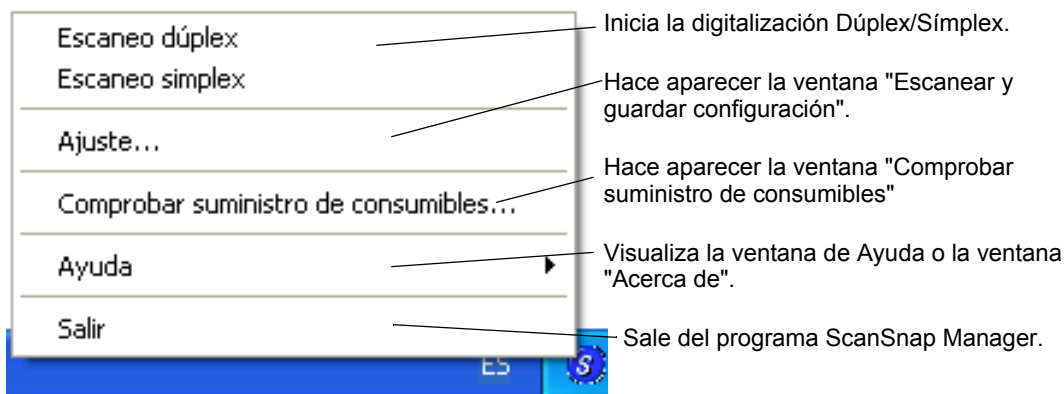 Escaneo dúplex
Escaneo simplex
Ajuste...
Comprobar suministro de consumibles...
Ayuda
Salir
ES
S
Inicia la digitalización Dúplex/Símplex.
Hace aparecer la ventana "Escanear y
guardar configuración".
Hace aparecer la ventana "Comprobar
suministro de consumibles"
Visualiza la ventana de Ayuda o la ventana
"Acerca de".
Sale del programa ScanSnap Manager.